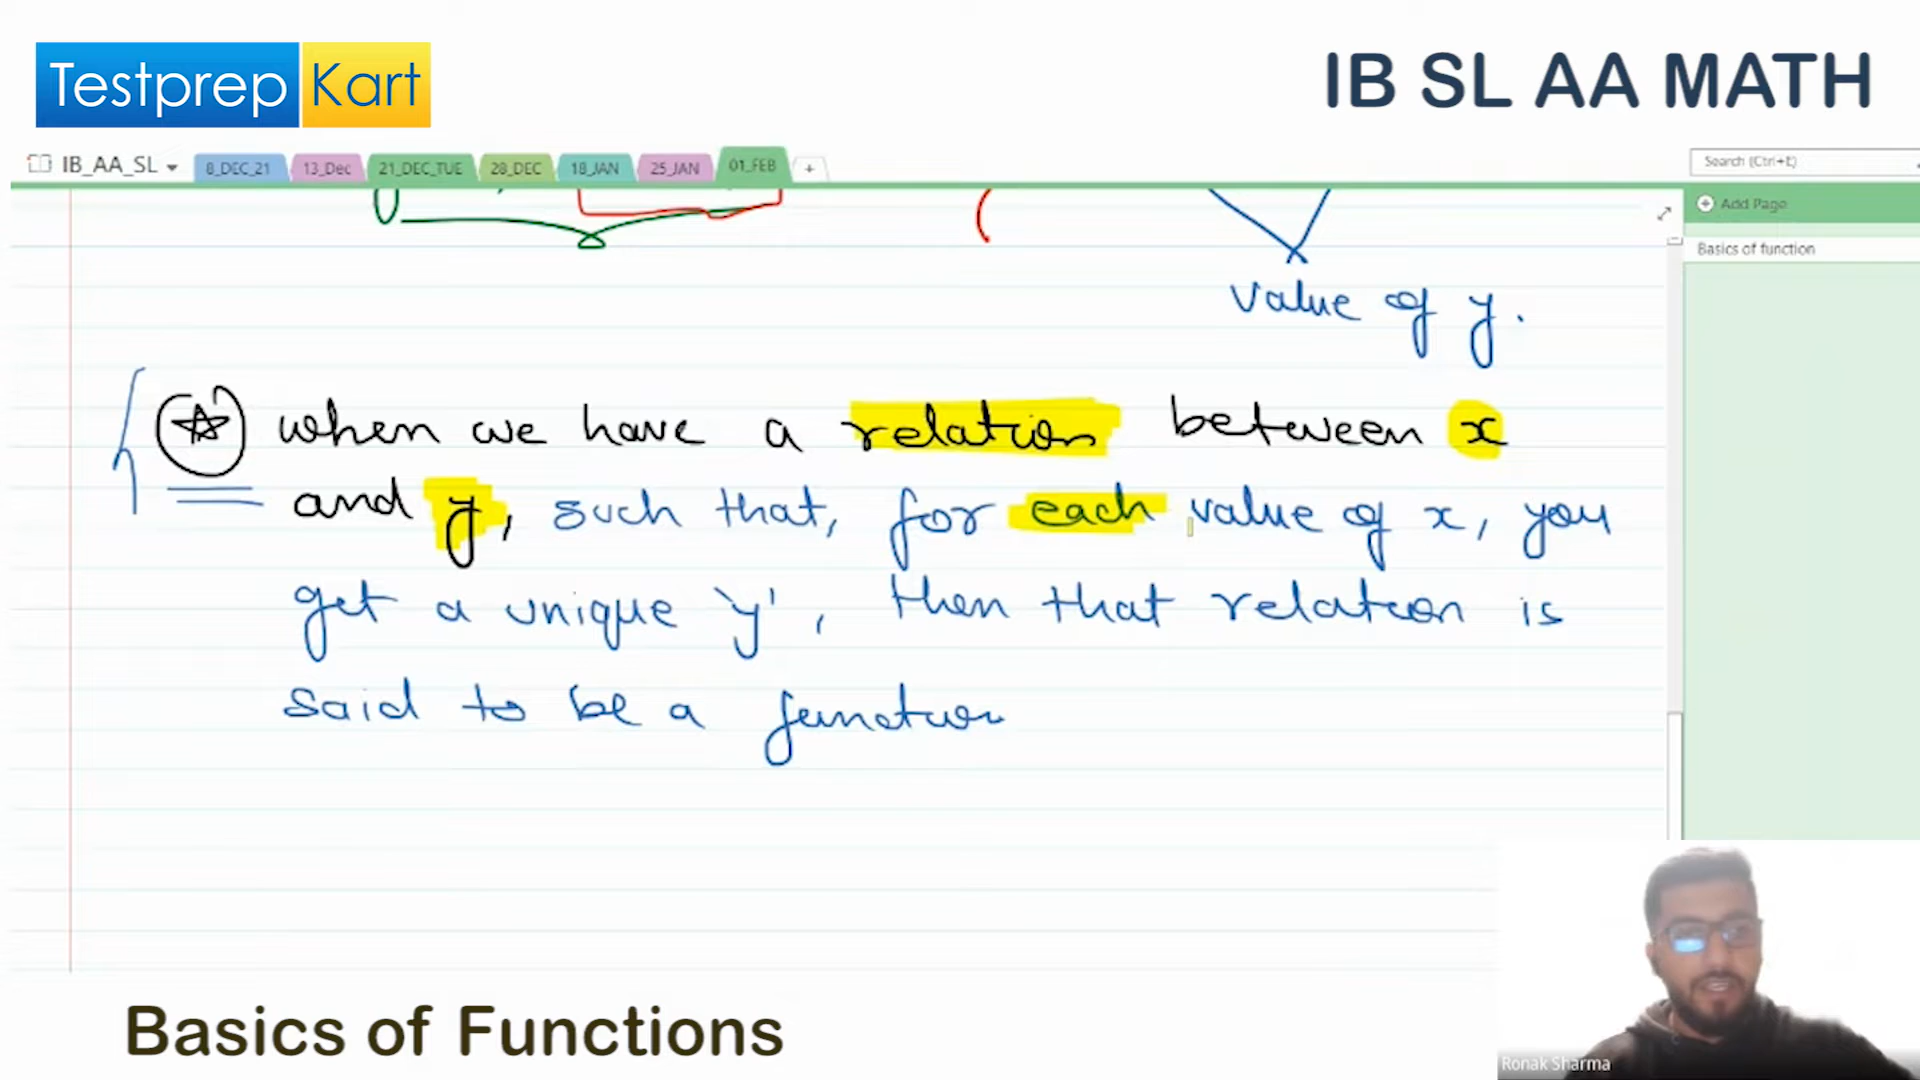 Testprep Kart
IB SL AA MATH
IB_AA_SL
8_DEC_21
13_Dec
21_DEC_TUE
28_DEC
18_JAN
25_JAN
01_FEB
+
Search (Ctrl+E)
Add Page
Basics of function
value of y.
when we have a relation between x
and y, such that, for each value of x, you
get a unique 'y', then that relation is
said to be a function
Basics of Functions
Ronak Sharma